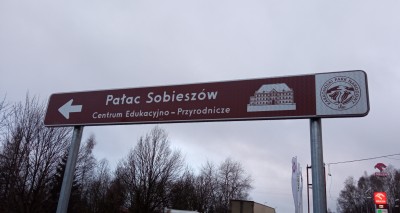 Pałac Sobieszów
Centrum Edukacyjno – Przyrodnicze